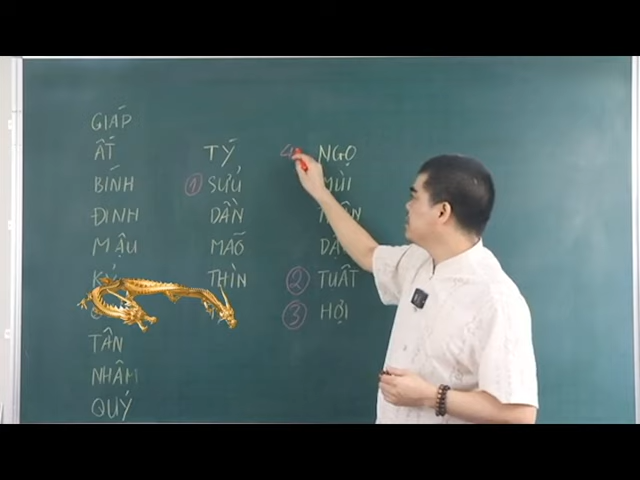 GIÁP
ẤT
BÍNH
ĐINH
MẬU
TÂN
NHÂM
QUÝ
TÝ
① SỬU
DẦN
MÃO
THÌN
4 NGỌ
MÙI
② TUẤT
③ HỢI